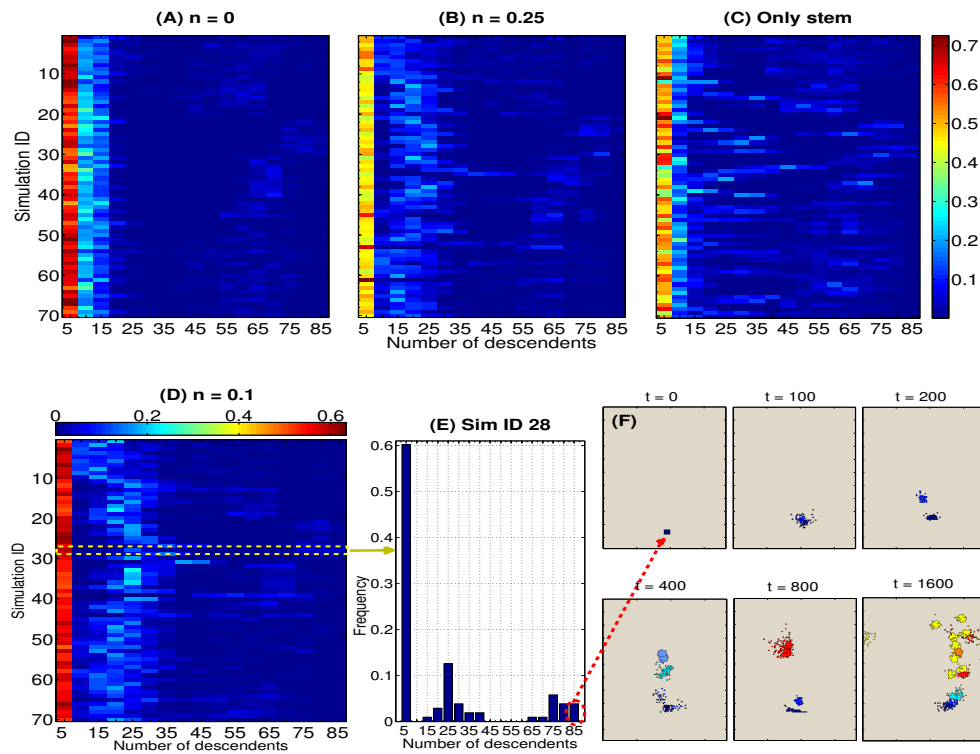 (A) n = 0
(B) n = 0.25
(C) Only stem
Simulation ID
10
20
30
40
50
60
70
5 15 25 35 45 55 65 75 85
5 15 25 35 45 55 65 75 85
5 15 25 35 45 55 65 75 85
Number of descendents
0.7
0.6
0.5
0.4
0.3
0.2
0.1
(D) n = 0.1
0 0.2 0.4 0.6
Simulation ID
10
20
30
40
50
60
70
5 15 25 35 45 55 65 75 85
Number of descendents
(E) Sim ID 28
Frequency
0.6
0.5
0.4
0.3
0.2
0.1
0
5 15 25 35 45 55 65 75 85
Number of descendents
(F)
t = 0
t = 100
t = 200
t = 400
t = 800
t = 1600